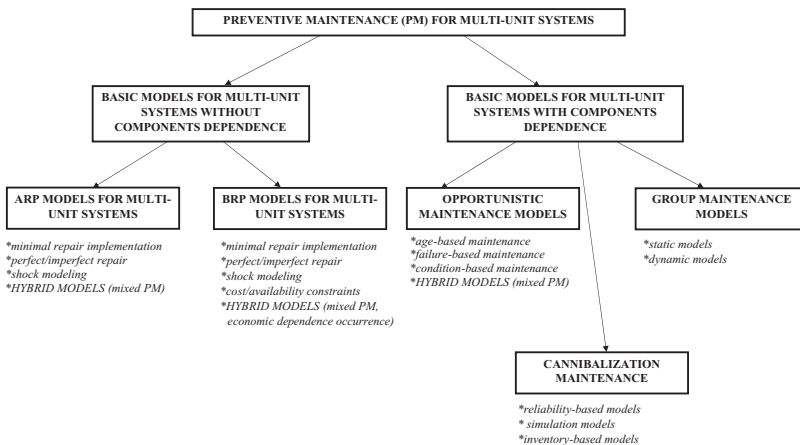 PREVENTIVE MAINTENANCE (PM) FOR MULTI-UNIT SYSTEMS
BASIC MODELS FOR MULTI-UNIT
SYSTEMS WITHOUT
COMPONENTS DEPENDENCE
BASIC MODELS FOR MULTI-UNIT
SYSTEMS WITH COMPONENTS
DEPENDENCE
ARP MODELS FOR MULTI-
UNIT SYSTEMS
*minimal repair implementation
*perfect/imperfect repair
*shock modeling
*HYBRID MODELS (mixed PM)
BRP MODELS FOR MULTI-
UNIT SYSTEMS
*minimal repair implementation
*perfect/imperfect repair
*shock modeling
*cost/availability constraints
*HYBRID MODELS (mixed PM,
economic dependence occurrence)
OPPORTUNISTIC
MAINTENANCE MODELS
*age-based maintenance
*failure-based maintenance
*condition-based maintenance
*HYBRID MODELS (mixed PM)
GROUP MAINTENANCE
MODELS
*static models
*dynamic models
CANNIBALIZATION
MAINTENANCE
*reliability-based models
* simulation models
*inventory-based models